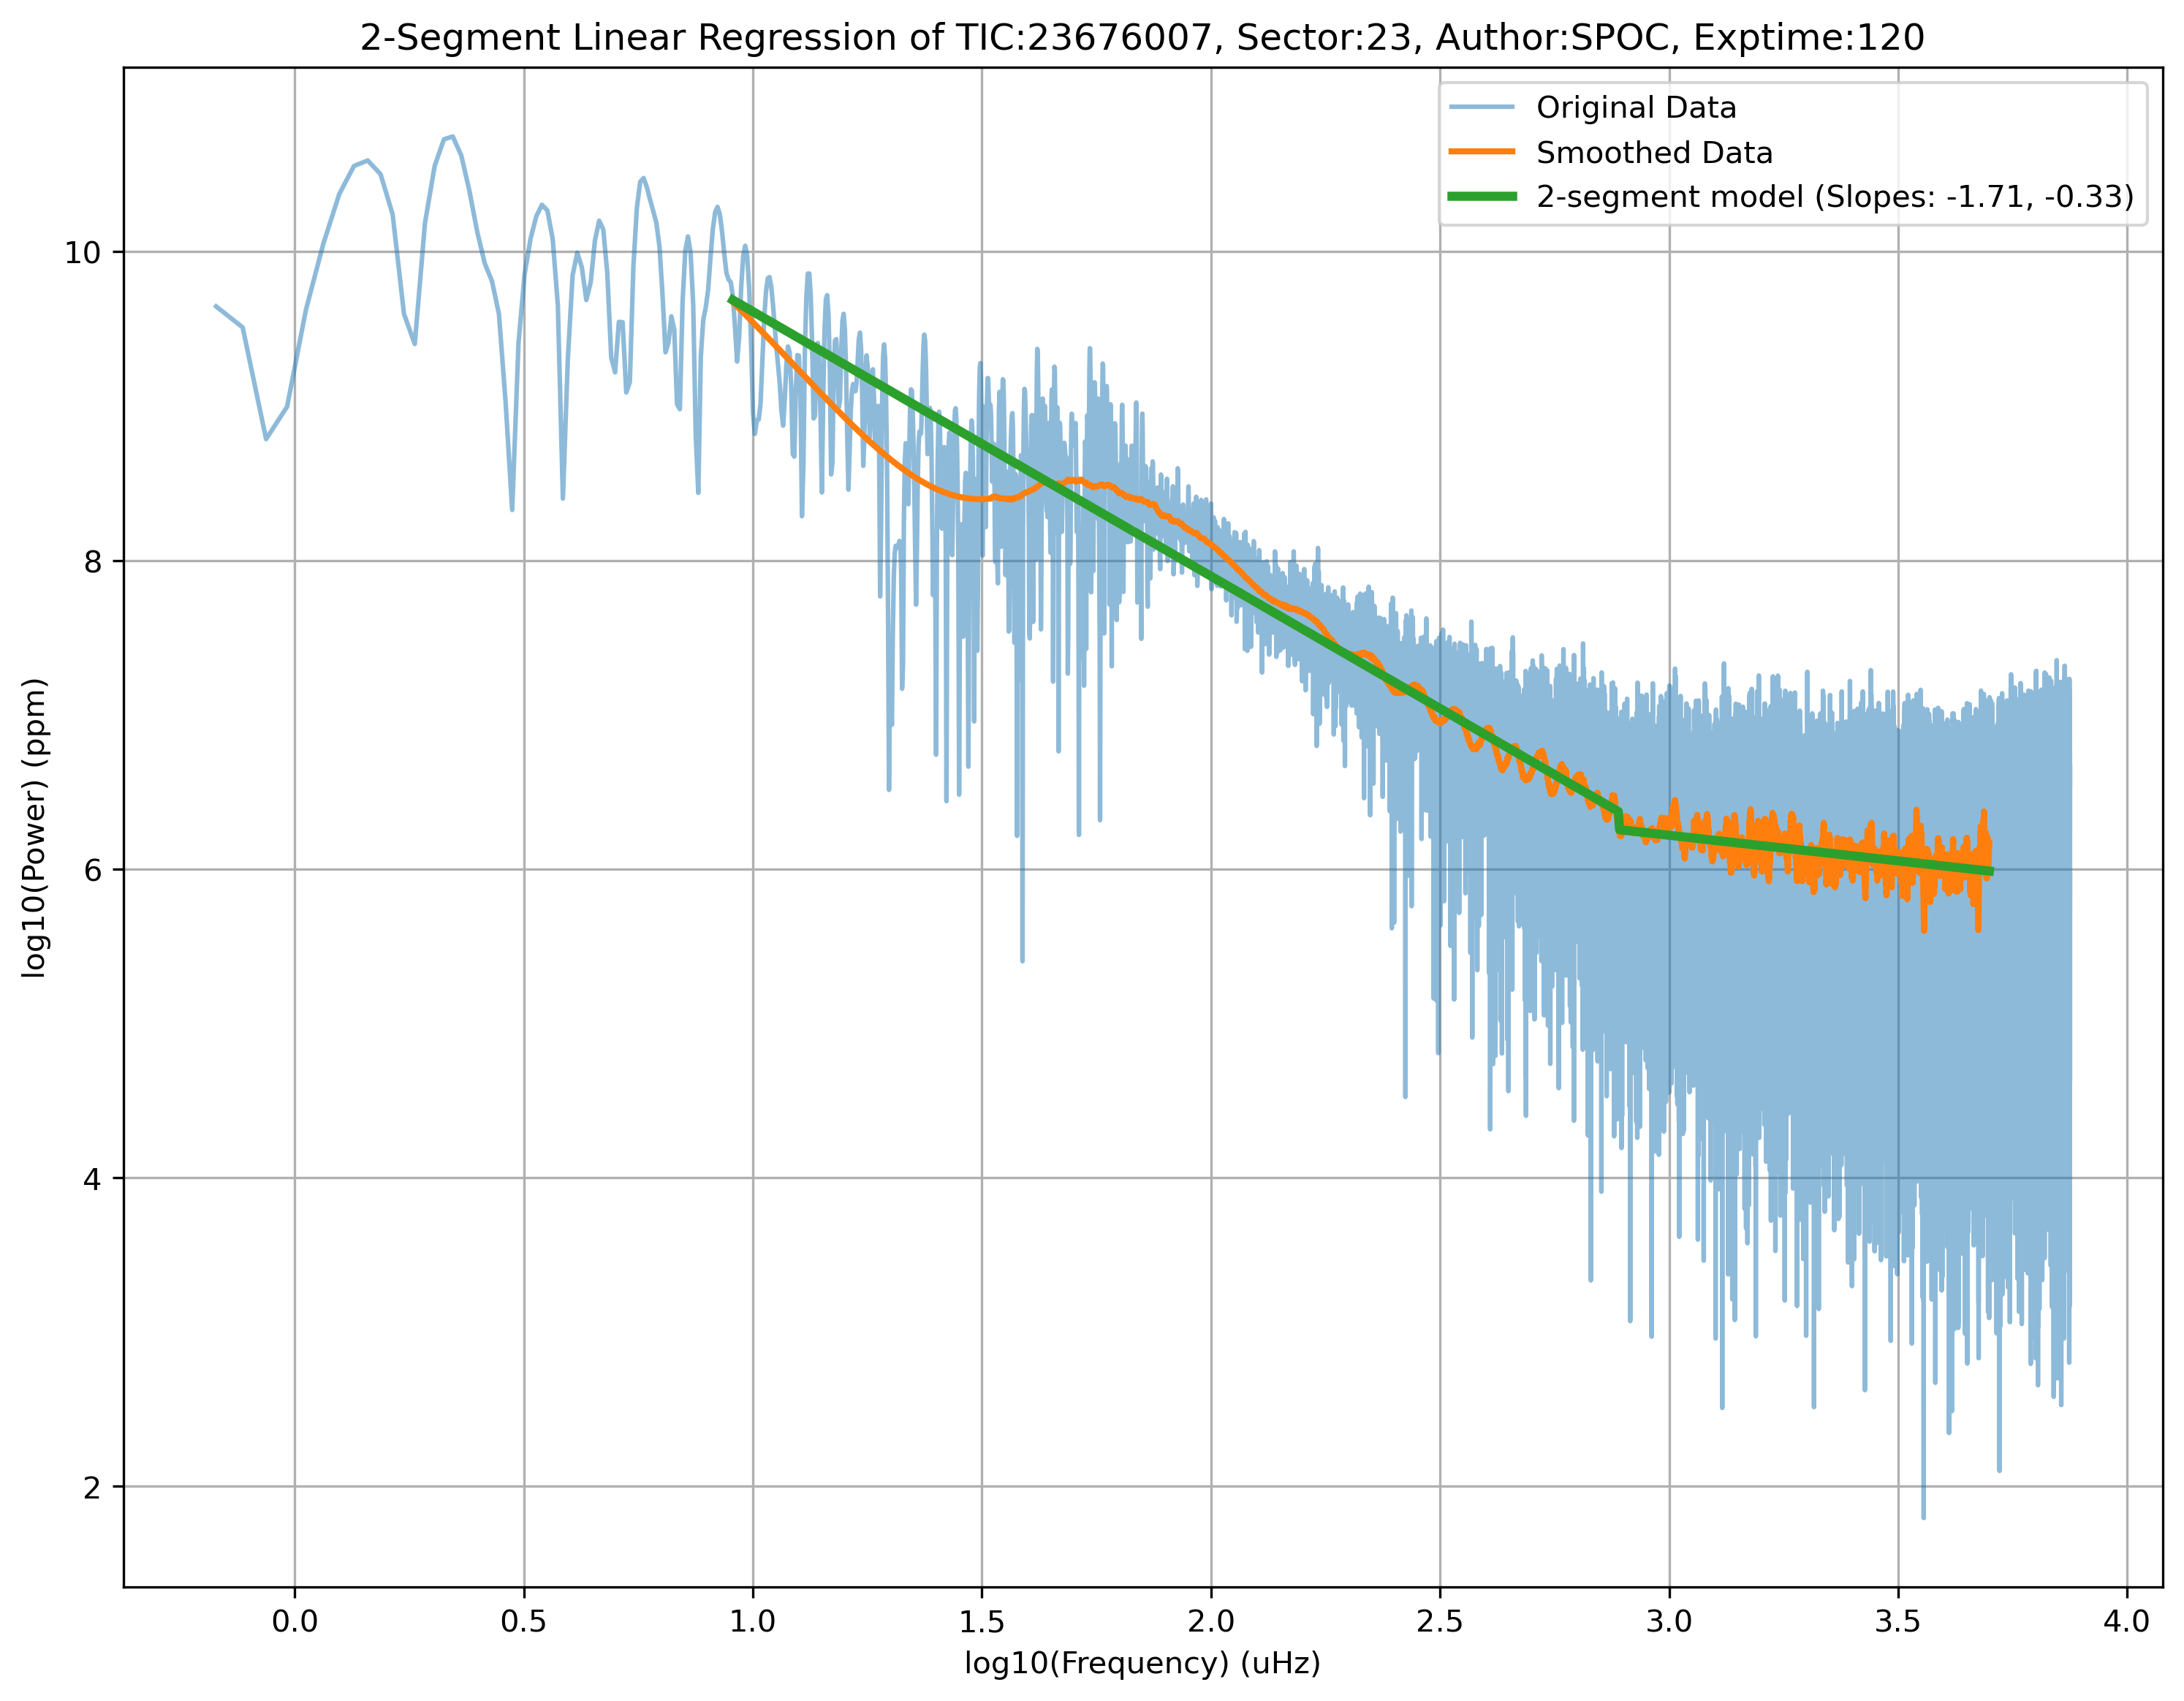 2-Segment Linear Regression of TIC:23676007, Sector:23, Author:SPOC, Exptime:120
Original Data
Smoothed Data
2-segment model (Slopes: -1.71, -0.33)
log10(Power) (ppm)
10
8
6
4
2
0.0 0.5 1.0 1.5 2.0 2.5 3.0 3.5 4.0
log10(Frequency) (uHz)